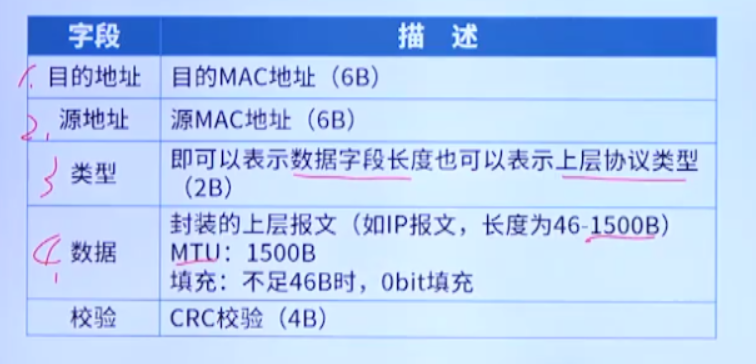 字段 描 述
1. 目的地址 目的MAC地址（6B）
2. 源地址 源MAC地址（6B）
3 类型 即可以表示数据字段长度也可以表示上层协议类型
（2B）
封装的上层报文（如IP报文，长度为46-1500B）
4. 数据 MTU：1500B
填充：不足46B时，0bit填充
校验 CRC校验（4B）